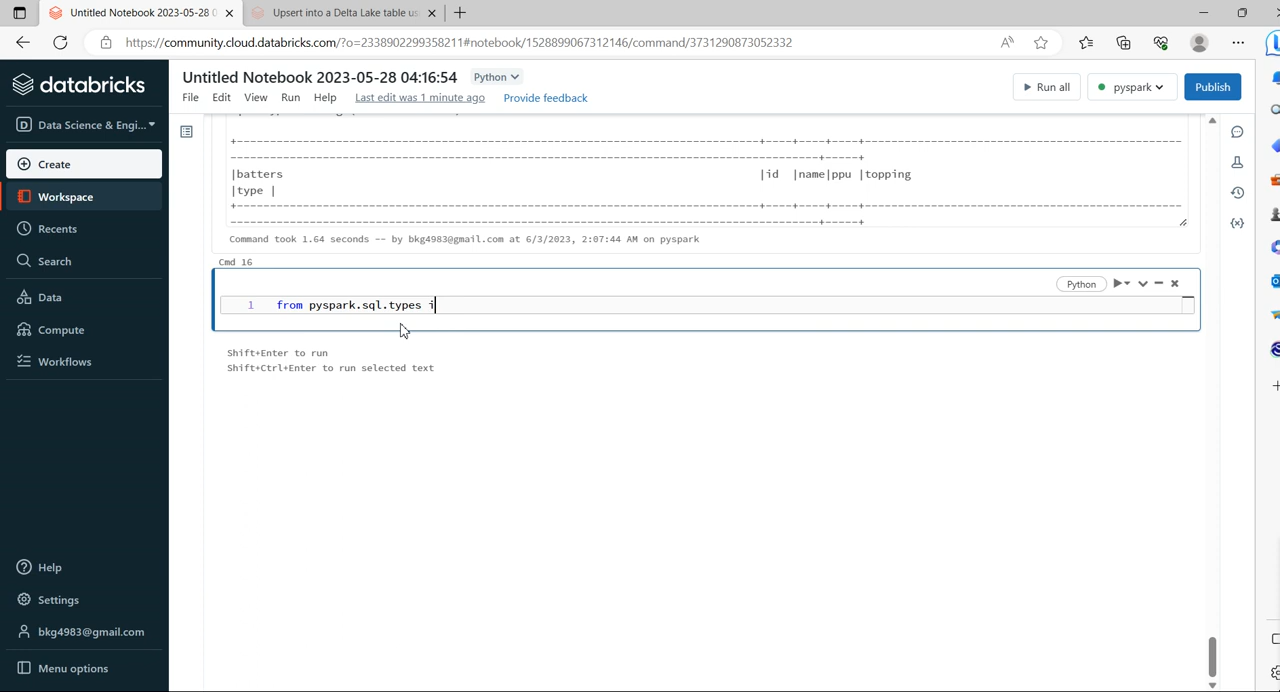 Untitled Notebook 2023-05-28 0
Upsert into a Delta Lake table us
https://community.cloud.databricks.com/?o=2338902299358211#notebook/1528899067312146/command/3731290873052332
databricks
Untitled Notebook 2023-05-28 04:16:54 Python
File Edit View Run Help Last edit was 1 minute ago Provide feedback
Run all pyspark Publish
Data Science & Engi...
Create
Workspace
Recents
Search
Data
Compute
Workflows
Help
Settings
bkg4983@gmail.com
Menu options
+-------------------------------------------------------------------------------+----+----+----+-----------------------------------------------
----------------------------------------------------------------------------------------+-----+
|batters |id |name|ppu |topping
|type |
+-------------------------------------------------------------------------------+----+----+----+-----------------------------------------------
----------------------------------------------------------------------------------------+-----+
Command took 1.64 seconds -- by bkg4983@gmail.com at 6/3/2023, 2:07:44 AM on pyspark
Cmd 16
Python
1 from pyspark.sql.types i
Shift+Enter to run
Shift+Ctrl+Enter to run selected text